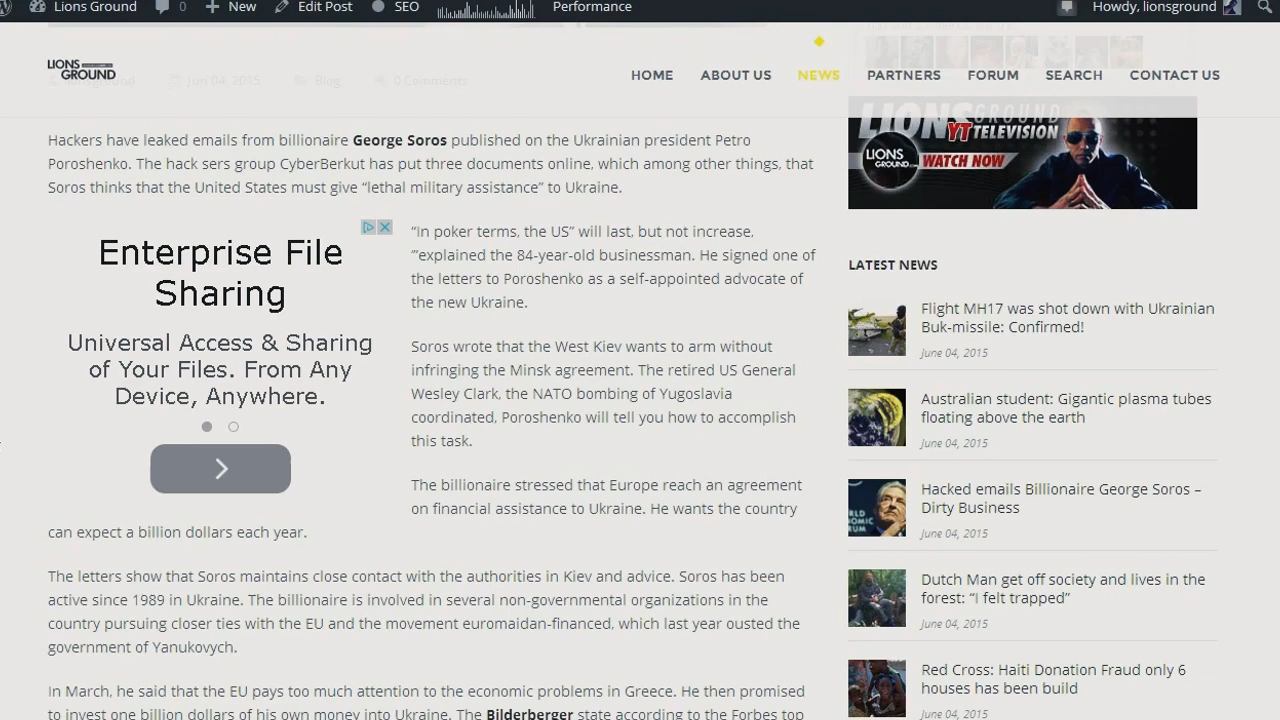 Lions Ground
0
New
Edit Post
SEO
Performance
Howdy, lionsground
LIONS
GROUND
HOME
ABOUT US
NEWS
PARTNERS
FORUM
SEARCH
CONTACT US
Jun 04, 2015
Blog
0 Comments
Hackers have leaked emails from billionaire George Soros published on the Ukrainian president Petro
Poroshenko. The hack sers group CyberBerkut has put three documents online, which among other things, that
Soros thinks that the United States must give “lethal military assistance” to Ukraine.
Enterprise File
Sharing
Universal Access & Sharing
of Your Files. From Any
Device, Anywhere.
“In poker terms, the US” will last, but not increase,
’”explained the 84-year-old businessman. He signed one of
the letters to Poroshenko as a self-appointed advocate of
the new Ukraine.
Soros wrote that the West Kiev wants to arm without
infringing the Minsk agreement. The retired US General
Wesley Clark, the NATO bombing of Yugoslavia
coordinated, Poroshenko will tell you how to accomplish
this task.
The billionaire stressed that Europe reach an agreement
on financial assistance to Ukraine. He wants the country
can expect a billion dollars each year.
The letters show that Soros maintains close contact with the authorities in Kiev and advice. Soros has been
active since 1989 in Ukraine. The billionaire is involved in several non-governmental organizations in the
country pursuing closer ties with the EU and the movement euromaidan-financed, which last year ousted the
government of Yanukovych.
In March, he said that the EU pays too much attention to the economic problems in Greece. He then promised
to invest one billion dollars of his own money into Ukraine. The Bilderberger state according to the Forbes top
LIONS GROUND
YT TELEVISION
LIONS
GROUND.com
WATCH NOW
LATEST NEWS
Flight MH17 was shot down with Ukrainian
Buk-missile: Confirmed!
June 04, 2015
Australian student: Gigantic plasma tubes
floating above the earth
June 04, 2015
Hacked emails Billionaire George Soros –
Dirty Business
June 04, 2015
Dutch Man get off society and lives in the
forest: “I felt trapped”
June 04, 2015
Red Cross: Haiti Donation Fraud only 6
houses has been build
June 04, 2015